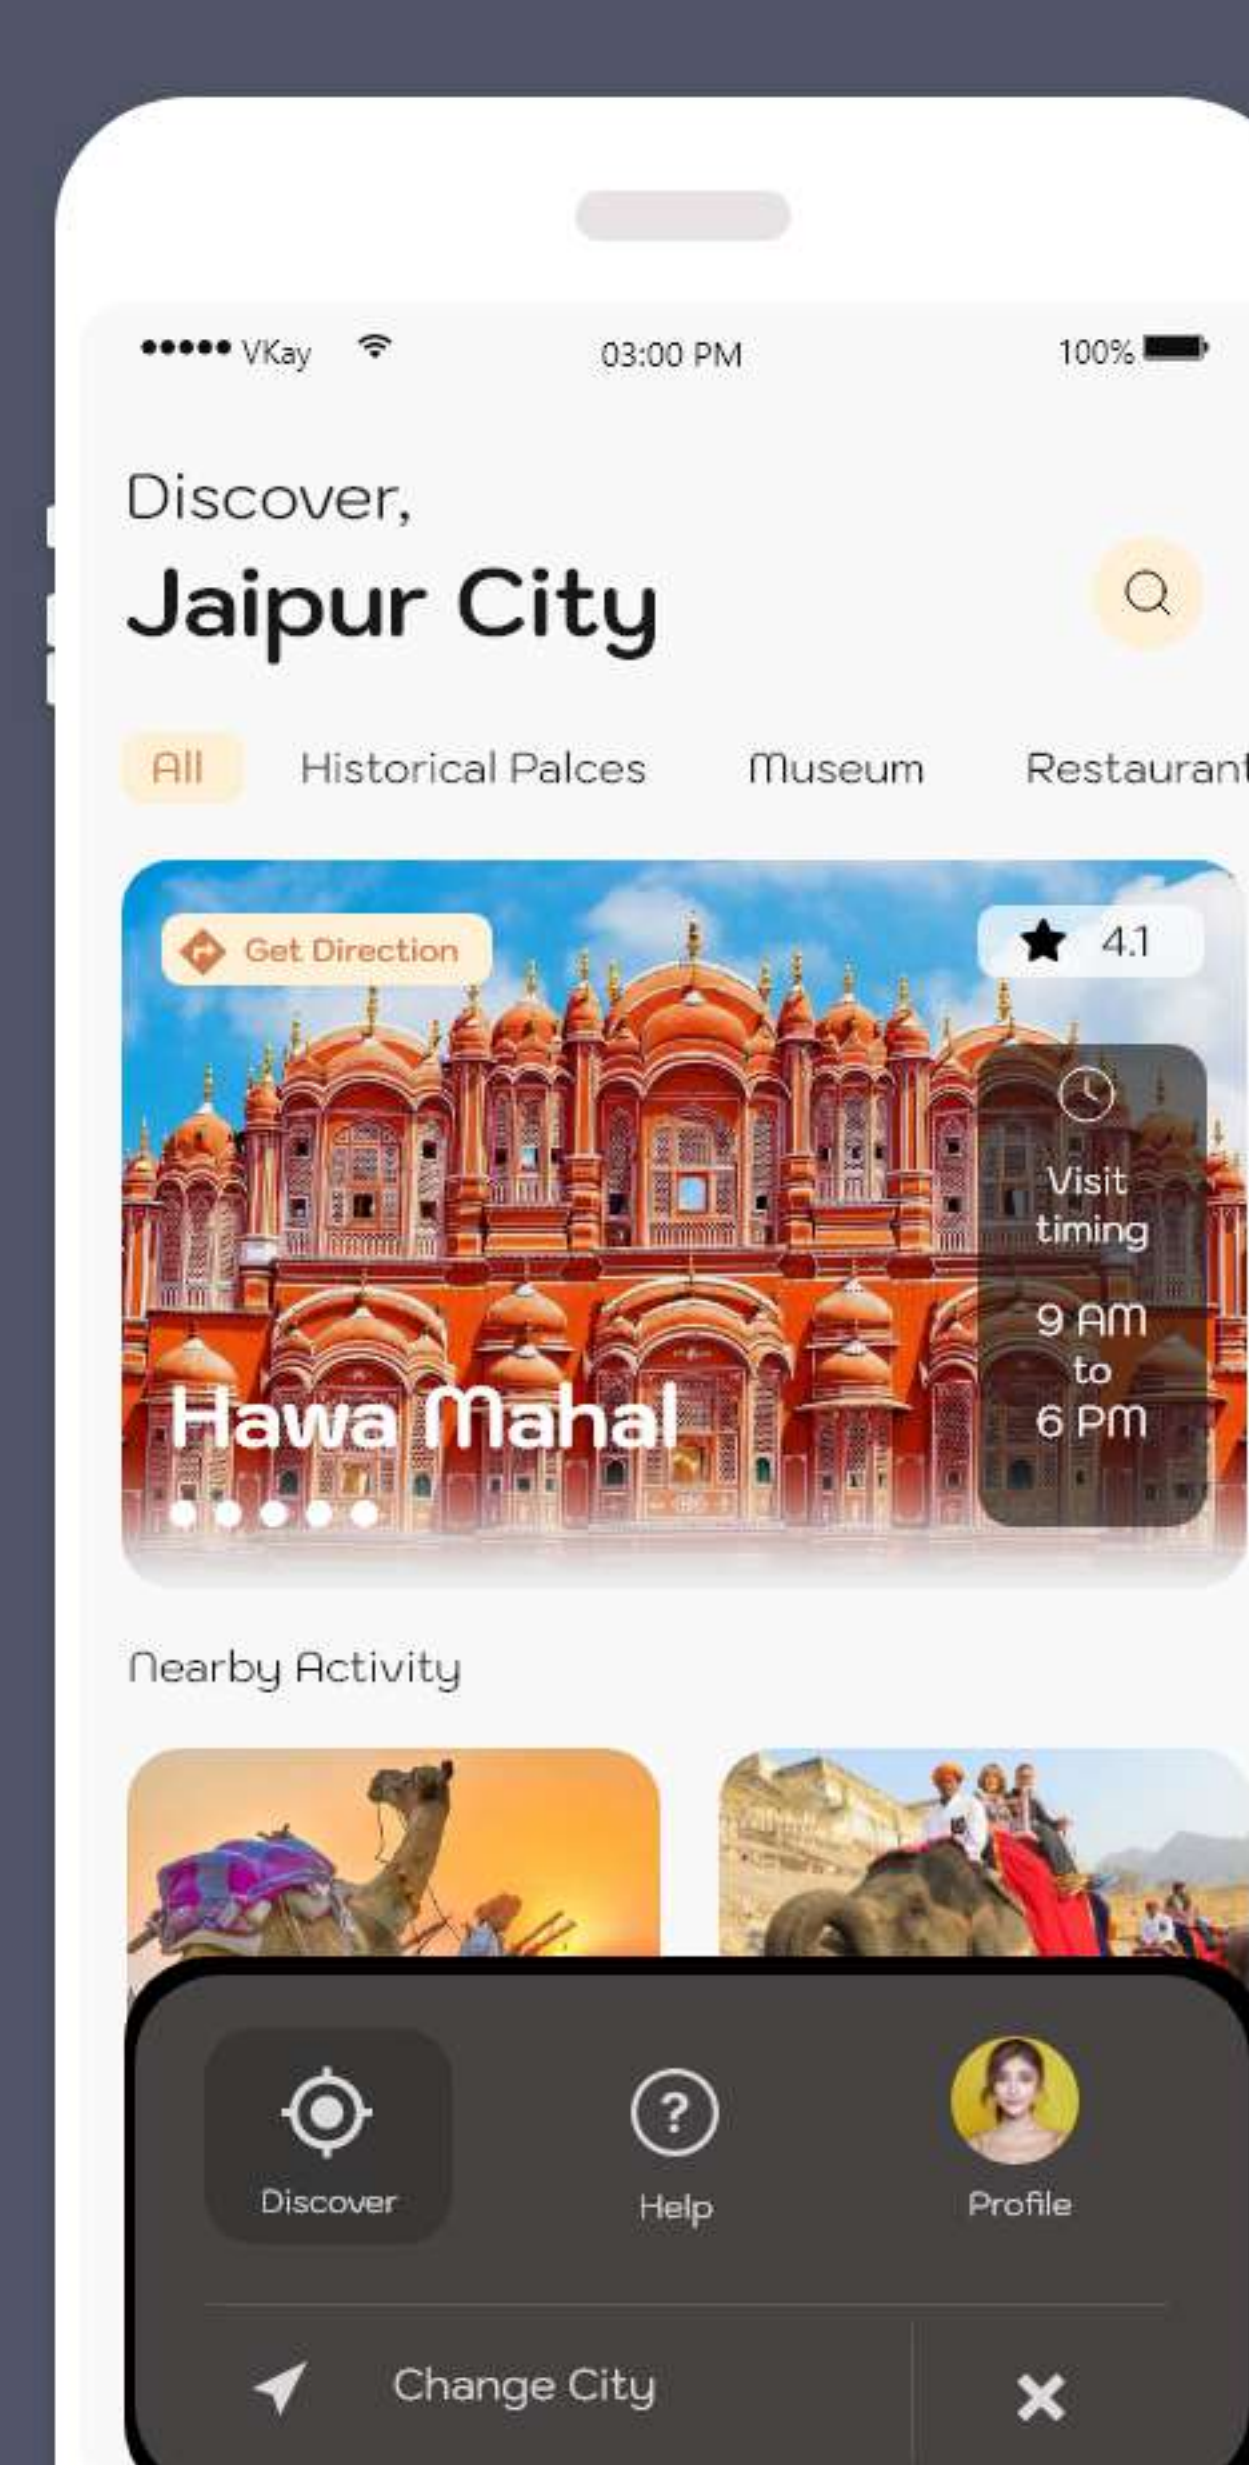 VKay 03:00 PM 100%
Discover,
Jaipur City
All Historical Palces Museum Restaurant
Get Direction 4.1
Visit
timing
9 AM
to
6 PM
Hawa Mahal
Nearby Activity
Discover Help Profile
Change City